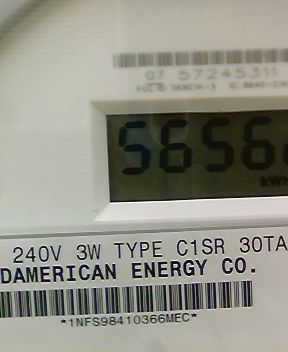 07 57245311
5656
kWH
240V 3W TYPE C1SR 30TA
DAMERICAN ENERGY CO.
*1NFS98410366MEC*